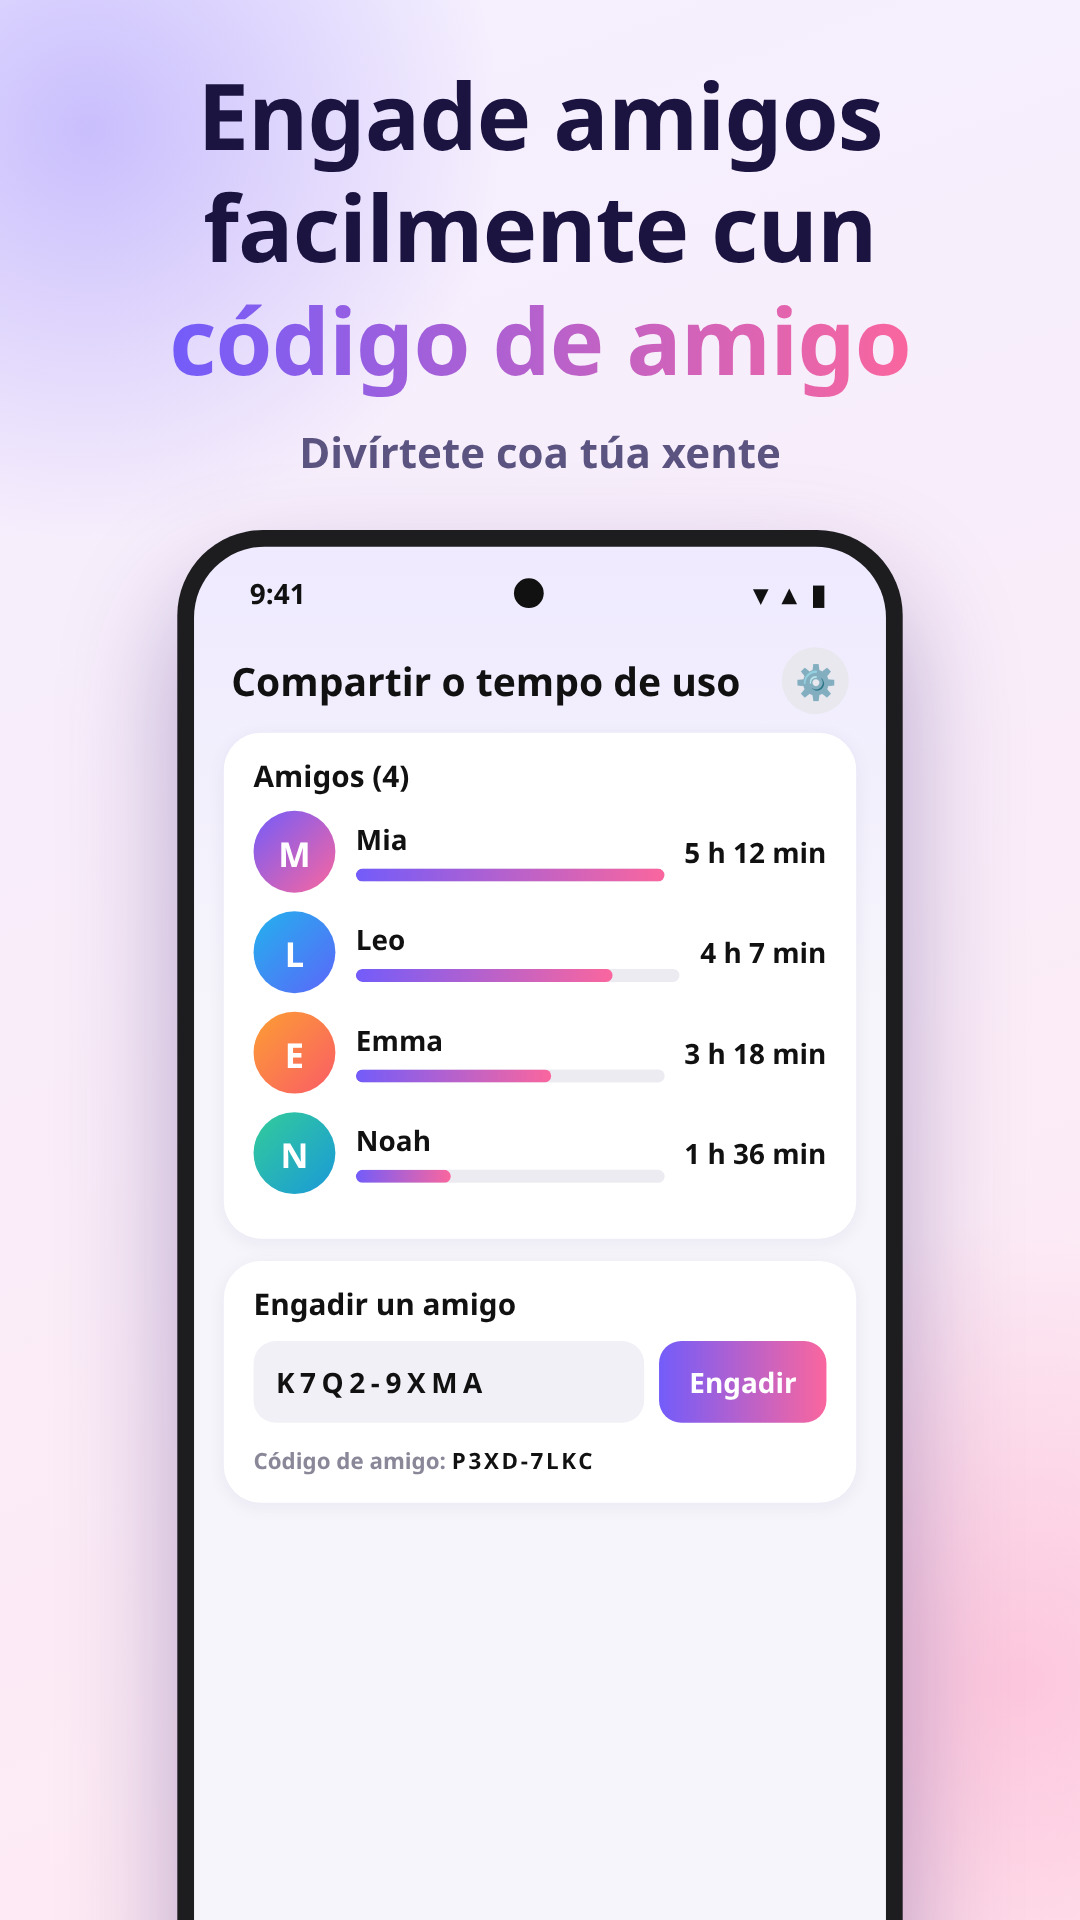 Engade amigos
facilmente cun
código de amigo
Divírtete coa túa xente
9:41
Compartir o tempo de uso
Amigos (4)
M
Mia
5 h 12 min
L
Leo
4 h 7 min
E
Emma
3 h 18 min
N
Noah
1 h 36 min
Engadir un amigo
K7Q2-9XMA
Engadir
Código de amigo: P3XD-7LKC